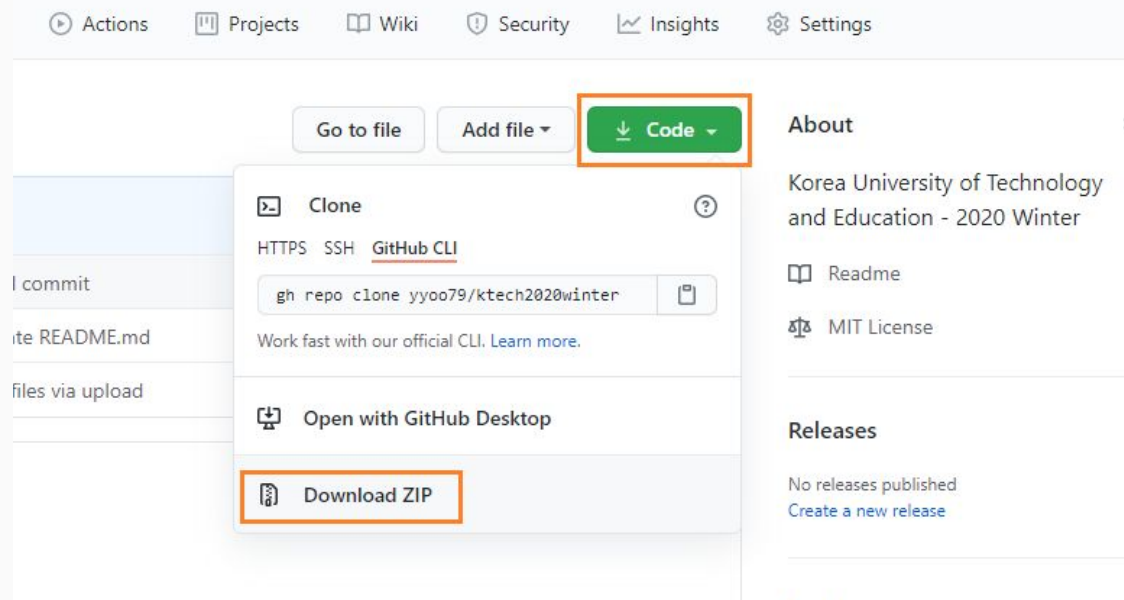 Actions Projects Wiki Security Insights Settings
Go to file Add file Code
Clone
HTTPS SSH GitHub CLI
gh repo clone yyoo79/ktech2020winter
Work fast with our official CLI. Learn more.
Open with GitHub Desktop
Download ZIP
commit
README.md
files via upload
About
Korea University of Technology
and Education - 2020 Winter
Readme
MIT License
Releases
No releases published
Create a new release